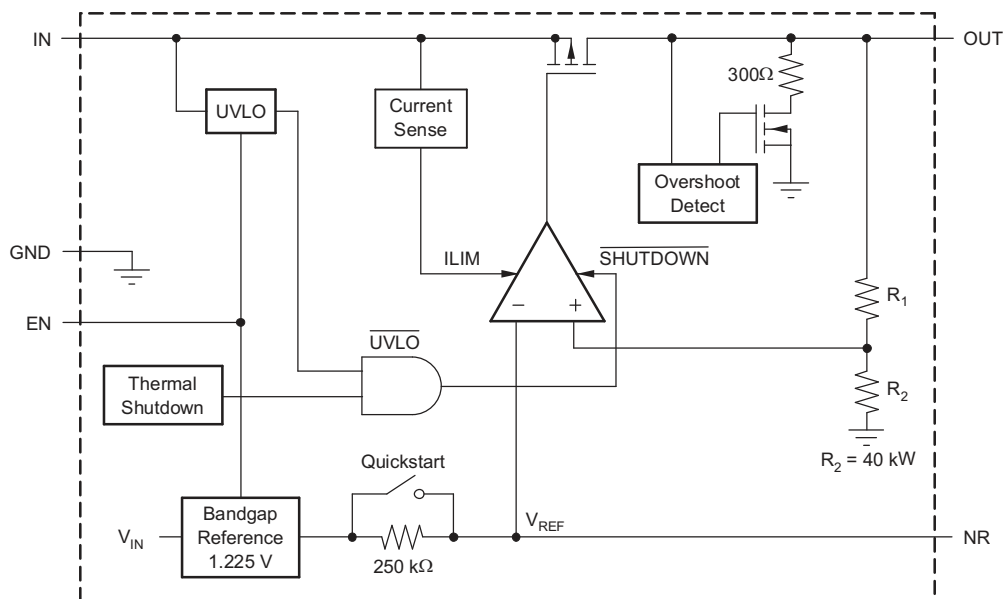 IN
OUT
300Ω
UVLO
Current
Sense
Overshoot
Detect
GND
ILIM
SHUTDOWN
− +
R1
EN
UVLO
Thermal
Shutdown
R2
R2 = 40 kW
Quickstart
VIN
Bandgap
Reference
1.225 V
VREF
NR
250 kΩ